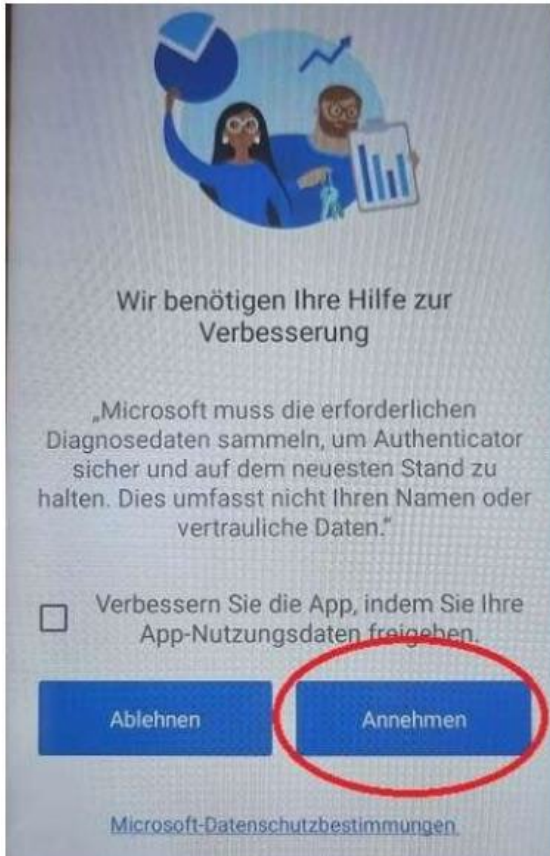 Wir benötigen Ihre Hilfe zur
Verbesserung
„Microsoft muss die erforderlichen
Diagnosedaten sammeln, um Authenticator
sicher und auf dem neuesten Stand zu
halten. Dies umfasst nicht Ihren Namen oder
vertrauliche Daten.“
Verbessern Sie die App, indem Sie Ihre
App-Nutzungsdaten freigeben.
Ablehnen
Annehmen
Microsoft-Datenschutzbestimmungen.